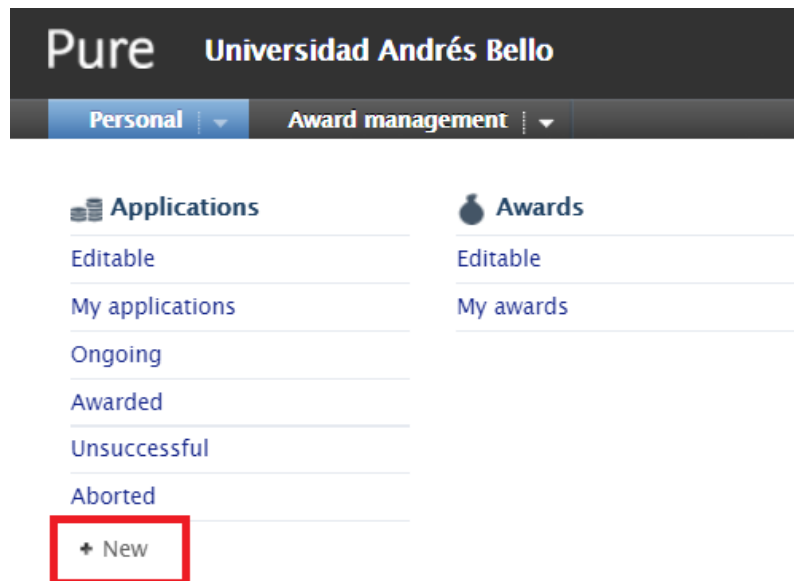 Pure Universidad Andrés Bello
Personal Award management
Applications
Editable
My applications
Ongoing
Awarded
Unsuccessful
Aborted
+ New
Awards
Editable
My awards